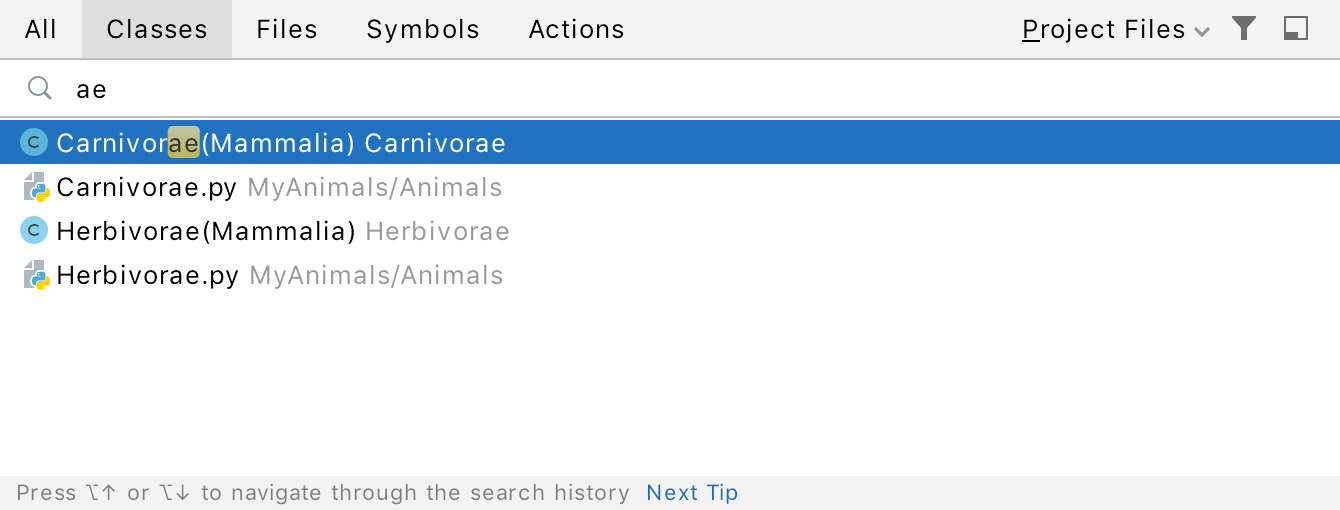 All Classes Files Symbols Actions Project Files
ae
C Carnivorae(Mammalia) Carnivorae
Carnivorae.py MyAnimals/Animals
C Herbivorae(Mammalia) Herbivorae
Herbivorae.py MyAnimals/Animals
Press ⌥↑ or ⌥↓ to navigate through the search history Next Tip